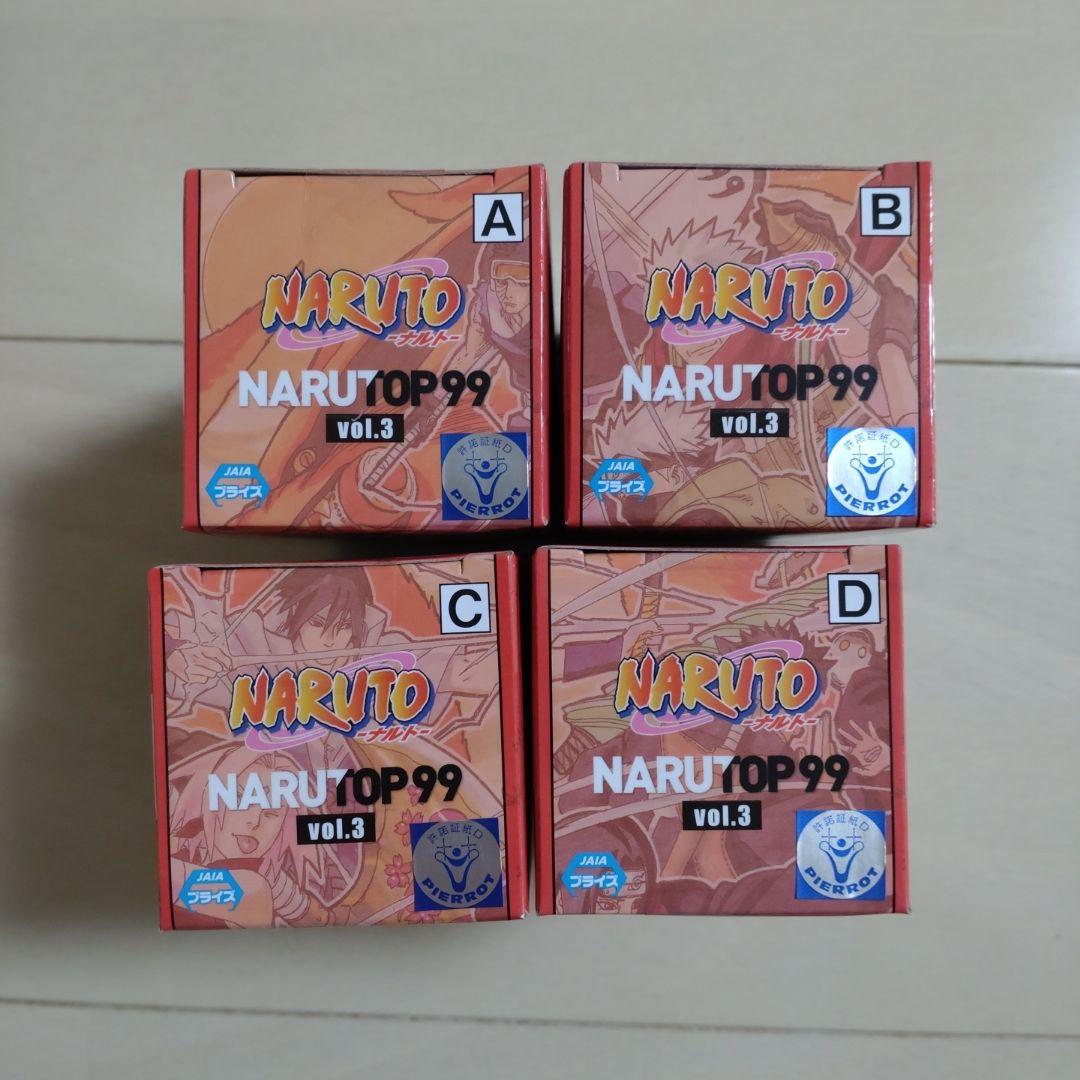 A
NARUTO
-ナルト-
NARUTOP99
vol.3
JAIA
プライズ
許諾証紙D
PIERROT
B
NARUTO
-ナルト-
NARUTOP99
vol.3
JAIA
プライズ
許諾証紙D
PIERROT
C
NARUTO
-ナルト-
NARUTOP99
vol.3
JAIA
プライズ
許諾証紙D
PIERROT
D
NARUTO
-ナルト-
NARUTOP99
vol.3
JAIA
プライズ
許諾証紙D
PIERROT